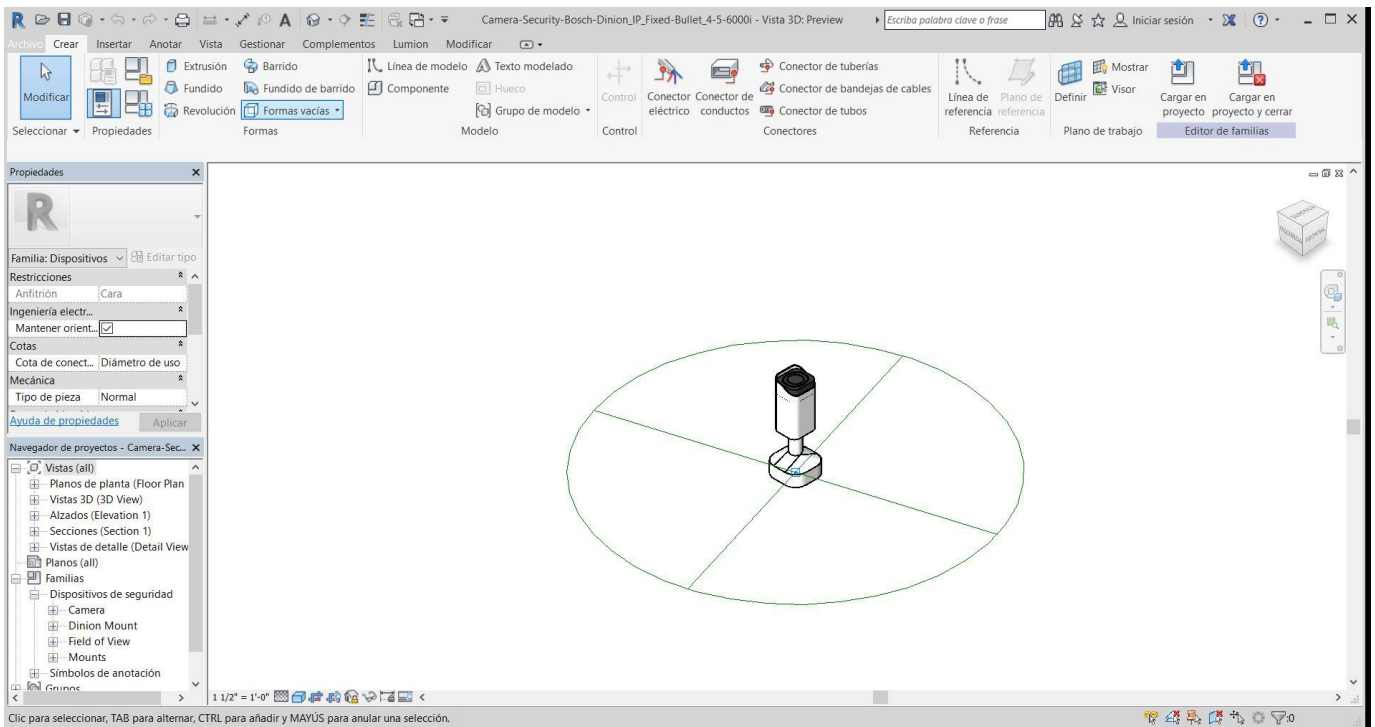 Camera-Security-Bosch-Dinion_IP_Fixed-Bullet_4-5-6000i - Vista 3D: Preview
Escriba palabra clave o frase
Iniciar sesión
Archivo Crear Insertar Anotar Vista Gestionar Complementos Lumion Modificar
Modificar
Seleccionar
Propiedades
Extrusión
Fundido
Revolución
Barrido
Fundido de barrido
Formas vacías
Formas
Línea de modelo
Componente
Texto modelado
Hueco
Grupo de modelo
Modelo
Control
Control
Conector eléctrico
Conector de conductos
Conector de tuberías
Conector de bandejas de cables
Conector de tubos
Conectores
Línea de referencia
Plano de referencia
Referencia
Definir
Mostrar
Visor
Plano de trabajo
Cargar en proyecto
Cargar en proyecto y cerrar
Editor de familias
Propiedades
R
Familia: Dispositivos
Editar tipo
Restricciones
Anfitrión Cara
Ingeniería electr...
Mantener orient...
Cotas
Cota de conect... Diámetro de uso
Mecánica
Tipo de pieza Normal
Ayuda de propiedades Aplicar
Navegador de proyectos - Camera-Sec...
Vistas (all)
Planos de planta (Floor Plan
Vistas 3D (3D View)
Alzados (Elevation 1)
Secciones (Section 1)
Vistas de detalle (Detail View
Planos (all)
Familias
Dispositivos de seguridad
Camera
Dinion Mount
Field of View
Mounts
Símbolos de anotación
Grupos
1 1/2" = 1'-0"
Clic para seleccionar, TAB para alternar, CTRL para añadir y MAYÚS para anular una selección.
:0